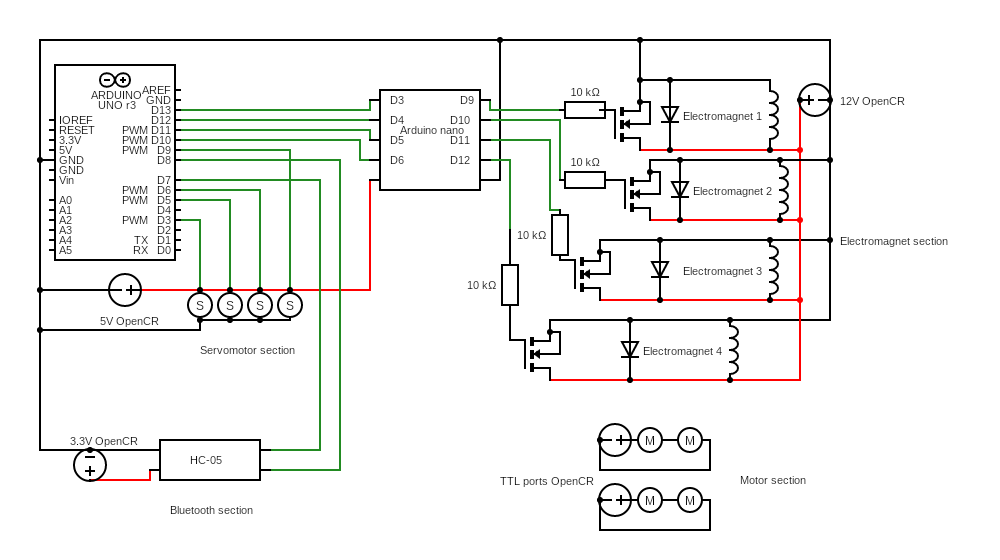 ARDUINO
UNO r3
AREF
GND
D13
IOREF D12
RESET PWM D11
3.3V PWM D10
5V PWM D9
GND D8
GND
Vin D7
PWM D6
A0 PWM D5
A1 D4
A2 PWM D3
A3 D2
A4 TX D1
A5 RX D0
D3 D9
D4 D10
Arduino nano
D5 D11
D6 D12
10 kΩ
Electromagnet 1
12V OpenCR
10 kΩ
Electromagnet 2
10 kΩ
Electromagnet 3
Electromagnet section
10 kΩ
Electromagnet 4
S S S S
5V OpenCR
Servomotor section
3.3V OpenCR
HC-05
Bluetooth section
M M
TTL ports OpenCR
Motor section
M M